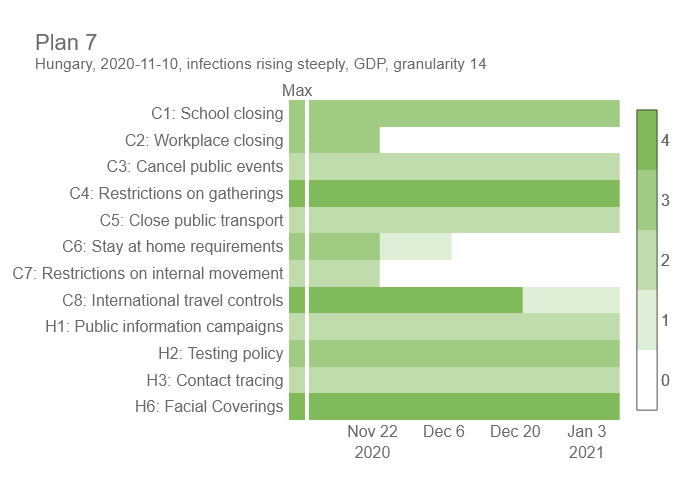 Plan 7
Hungary, 2020-11-10, infections rising steeply, GDP, granularity 14
Max
C1: School closing
C2: Workplace closing
C3: Cancel public events
C4: Restrictions on gatherings
C5: Close public transport
C6: Stay at home requirements
C7: Restrictions on internal movement
C8: International travel controls
H1: Public information campaigns
H2: Testing policy
H3: Contact tracing
H6: Facial Coverings
Nov 22 Dec 6 Dec 20 Jan 3
2020 2021
4
3
2
1
0